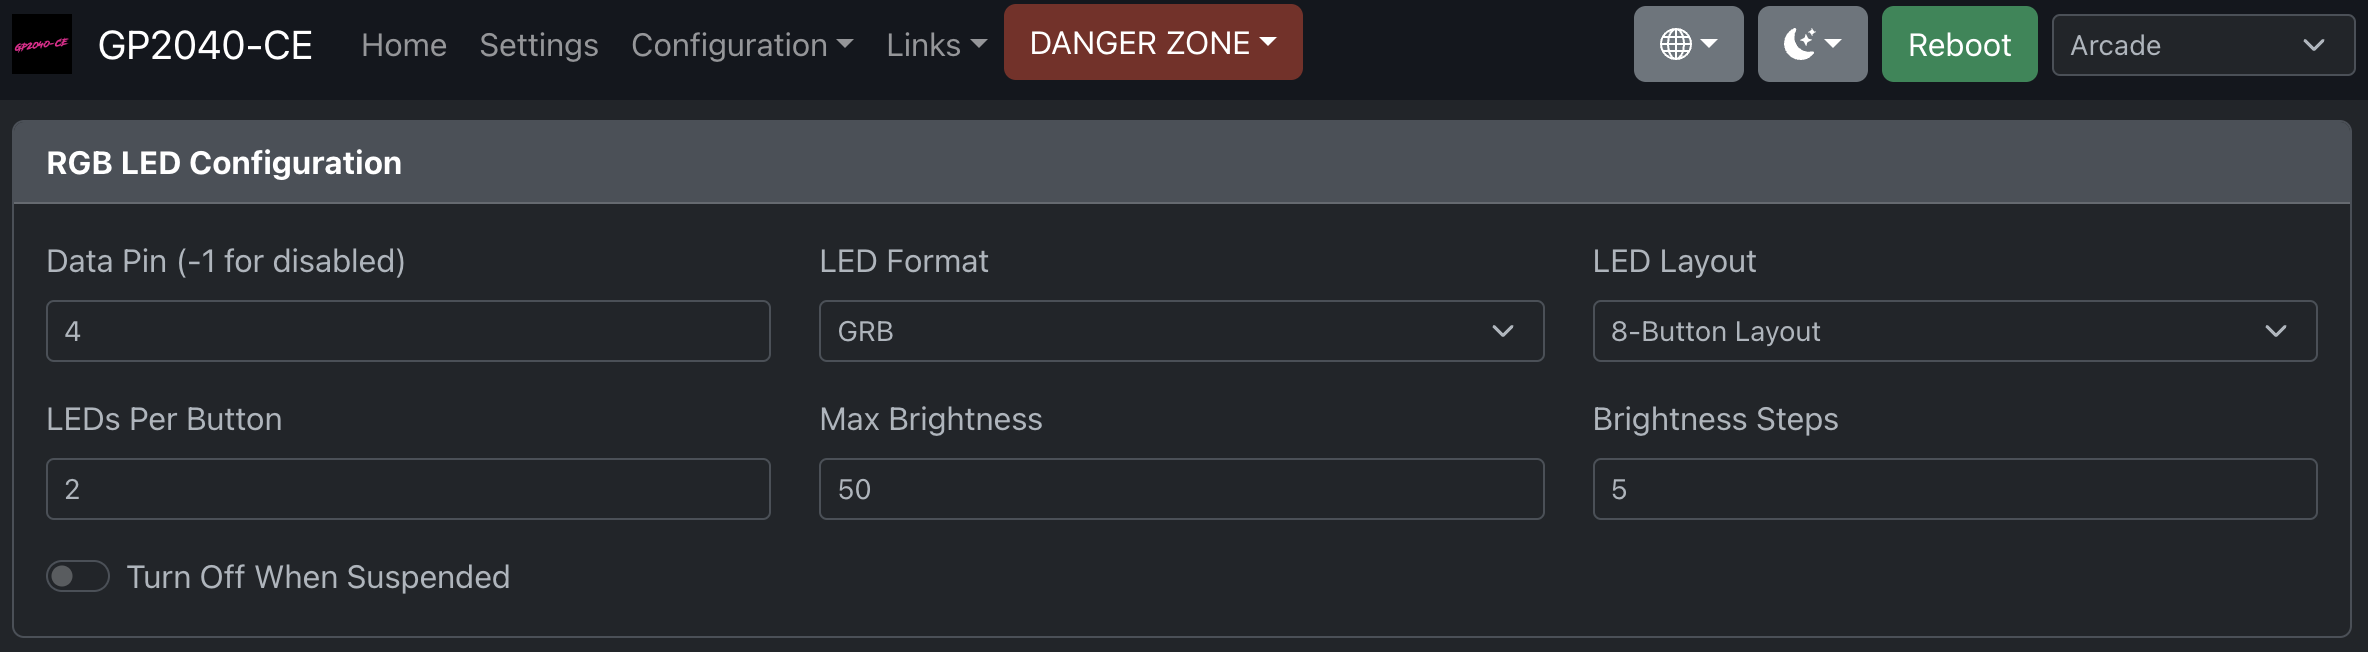 GP2040-CE GP2040-CE Home Settings Configuration Links DANGER ZONE Reboot Arcade
RGB LED Configuration
Data Pin (-1 for disabled) LED Format LED Layout
4 GRB 8-Button Layout
LEDs Per Button Max Brightness Brightness Steps
2 50 5
Turn Off When Suspended